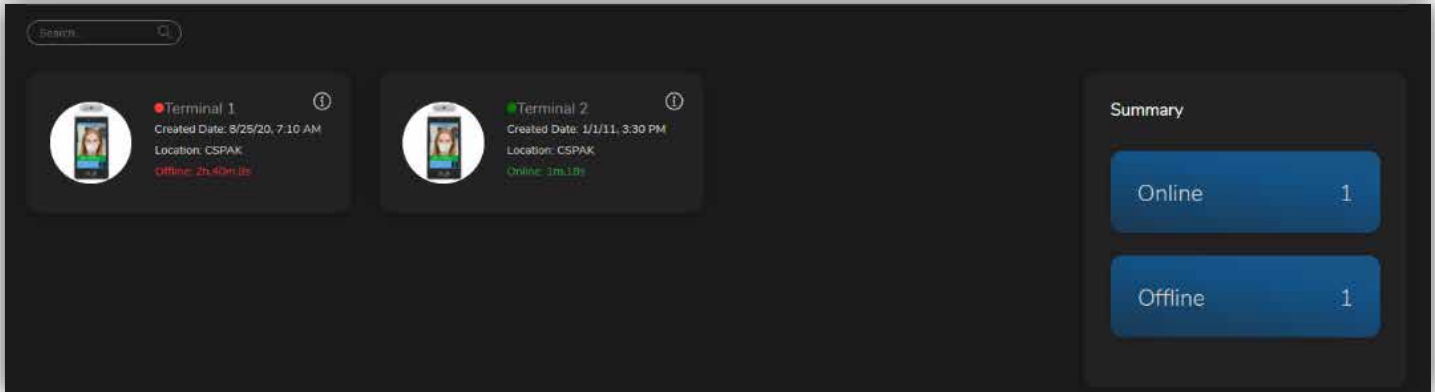 Search...
Terminal 1
Created Date: 8/25/20, 7:10 AM
Location: CSPAK
Offline: 2h.40m.8s
Terminal 2
Created Date: 1/1/11, 3:30 PM
Location: CSPAK
Online: 1m.18s
Summary
Online 1
Offline 1